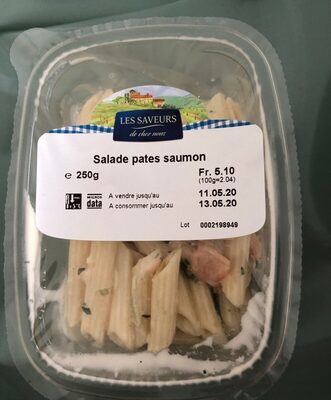 LES SAVEURS
de chez nous
Salade pates saumon
e 250g
Fr. 5.10
(100g=2.04)
MIGROS
data
A vendre jusqu'au 11.05.20
A consommer jusqu'au 13.05.20
Lot 0002198949